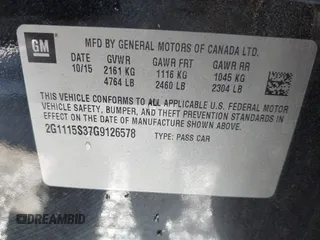 GM
MFD BY GENERAL MOTORS OF CANADA LTD.
DATE GVWR GAWR FRT GAWR RR
10/15 2161 KG 1116 KG 1045 KG
4764 LB 2460 LB 2304 LB
THIS VEHICLE CONFORMS TO ALL APPLICABLE U.S. FEDERAL MOTOR
VEHICLE SAFETY, BUMPER, AND THEFT PREVENTION STANDARDS
IN EFFECT ON THE DATE OF MANUFACTURE SHOWN ABOVE.
2G1115S37G9126578 TYPE: PASS CAR
DREAMBID